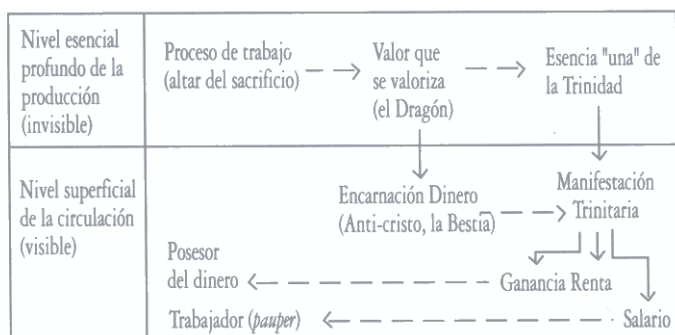 Nivel esencial
profundo de la
producción
(invisible)
Proceso de trabajo
(altar del sacrificio)
Valor que
se valoriza
(el Dragón)
Esencia "una" de
la Trinidad
Nivel superficial
de la circulación
(visible)
Encarnación Dinero
(Anti-cristo, la Bestia)
Manifestación
Trinitaria
Posesor
del dinero
Ganancia Renta
Trabajador (pauper)
Salario